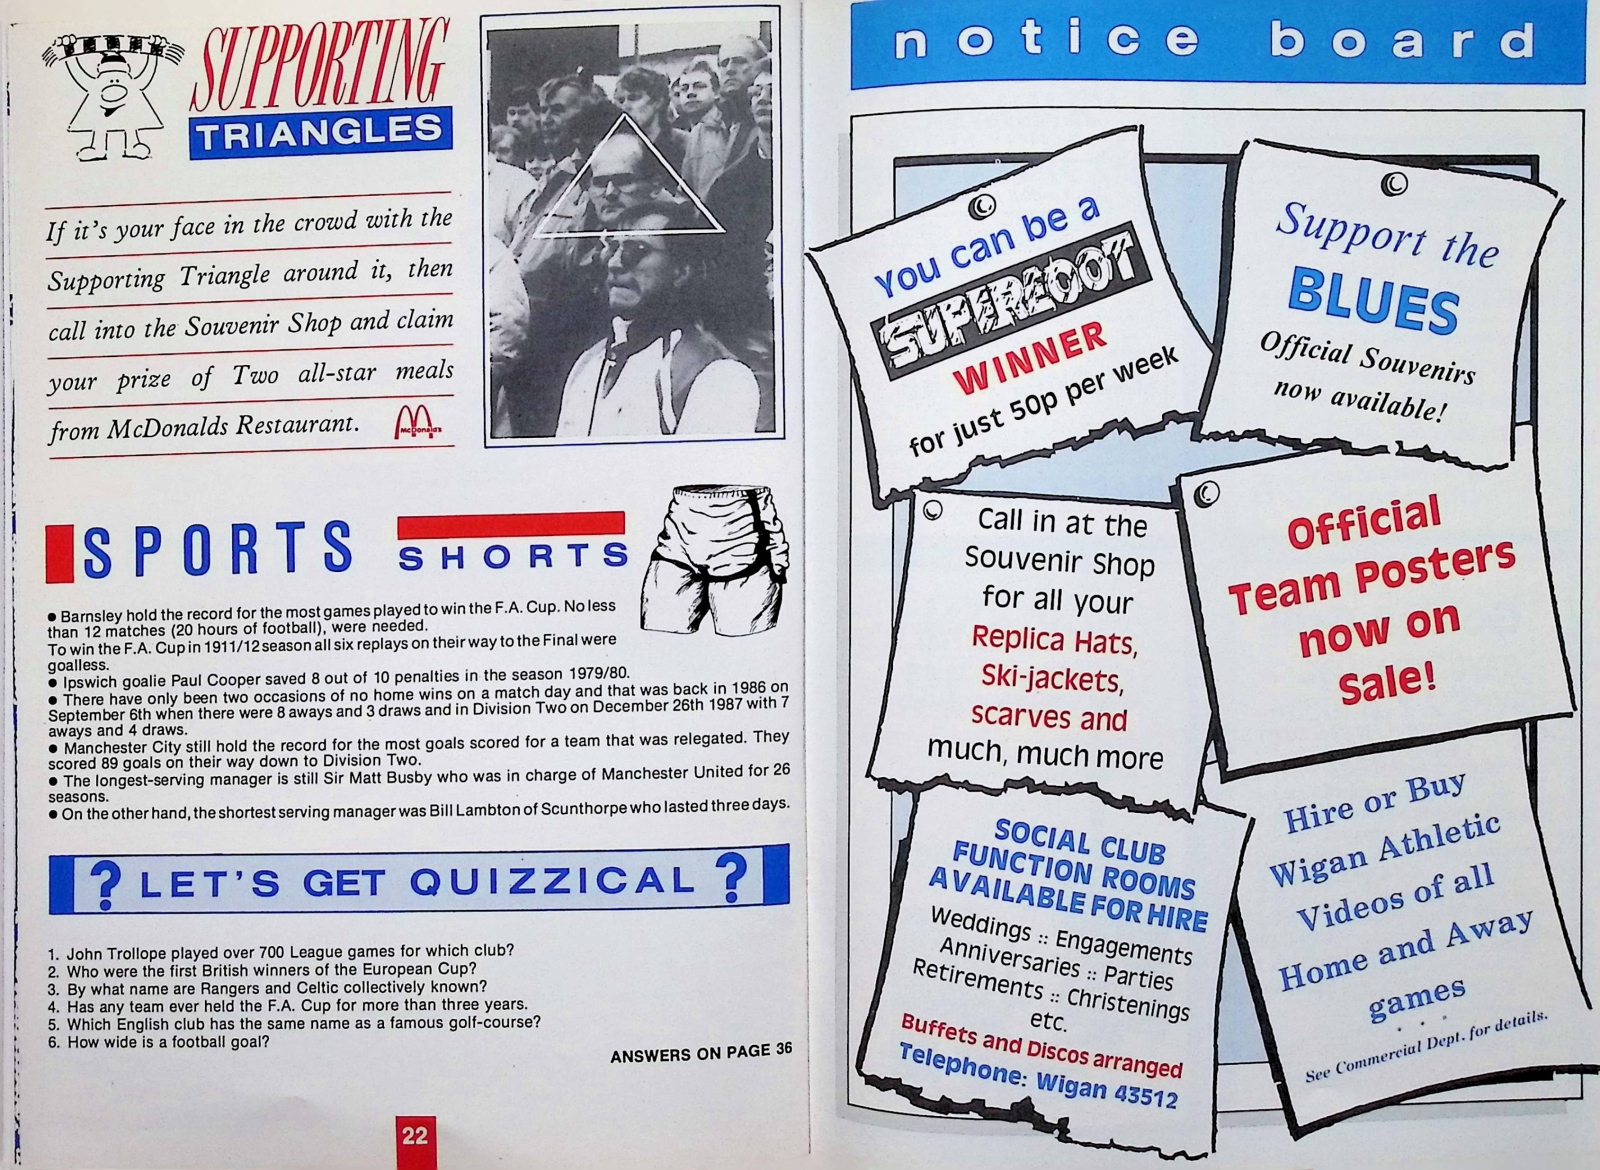 SUPPORTING
TRIANGLES
If it's your face in the crowd with the
Supporting Triangle around it, then
call into the Souvenir Shop and claim
your prize of Two all-star meals
from McDonalds Restaurant.
McDonald's
SPORTS SHORTS
● Barnsley hold the record for the most games played to win the F.A. Cup. No less
than 12 matches (20 hours of football), were needed.
To win the F.A. Cup in 1911/12 season all six replays on their way to the Final were
goalless.
● Ipswich goalie Paul Cooper saved 8 out of 10 penalties in the season 1979/80.
● There have only been two occasions of no home wins on a match day and that was back in 1986 on
September 6th when there were 8 aways and 3 draws and in Division Two on December 26th 1987 with 7
aways and 4 draws.
● Manchester City still hold the record for the most goals scored for a team that was relegated. They
scored 89 goals on their way down to Division Two.
● The longest-serving manager is still Sir Matt Busby who was in charge of Manchester United for 26
seasons.
● On the other hand, the shortest serving manager was Bill Lambton of Scunthorpe who lasted three days.
? LET'S GET QUIZZICAL ?
1. John Trollope played over 700 League games for which club?
2. Who were the first British winners of the European Cup?
3. By what name are Rangers and Celtic collectively known?
4. Has any team ever held the F.A. Cup for more than three years.
5. Which English club has the same name as a famous golf-course?
6. How wide is a football goal?
ANSWERS ON PAGE 36
22
notice board
You can be a
SUPERLOOT
WINNER
for just 50p per week
Support the
BLUES
Official Souvenirs
now available!
Call in at the
Souvenir Shop
for all your
Replica Hats,
Ski-jackets,
scarves and
much, much more
Official
Team Posters
now on
Sale!
SOCIAL CLUB
FUNCTION ROOMS
AVAILABLE FOR HIRE
Weddings :: Engagements
Anniversaries :: Parties
Retirements :: Christenings
etc.
Buffets and Discos arranged
Telephone: Wigan 43512
Hire or Buy
Wigan Athletic
Videos of all
Home and Away
games
. . .
See Commercial Dept. for details.